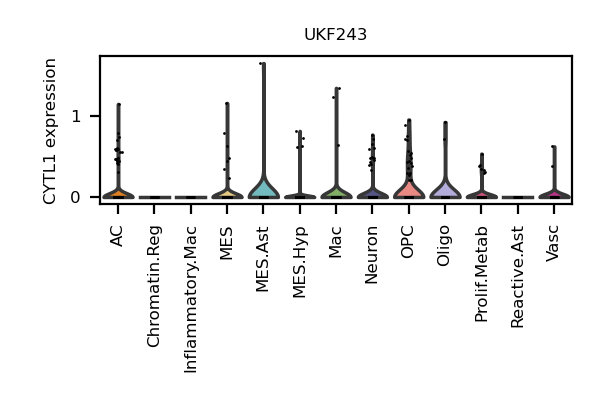 UKF243
CYTL1 expression
1
0
AC
Chromatin.Reg
Inflammatory.Mac
MES
MES.Ast
MES.Hyp
Mac
Neuron
OPC
Oligo
Prolif.Metab
Reactive.Ast
Vasc